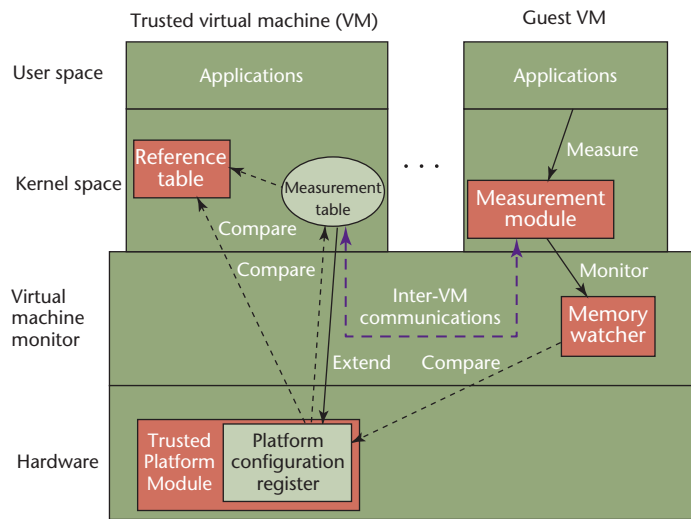 Trusted virtual machine (VM)
Guest VM
User space
Applications
Applications
Kernel space
Reference
table
Measurement
table
. . .
Measure
Measurement
module
Compare
Compare
Monitor
Virtual
machine
monitor
Inter-VM
communications
Memory
watcher
Extend
Compare
Hardware
Trusted
Platform
Module
Platform
configuration
register